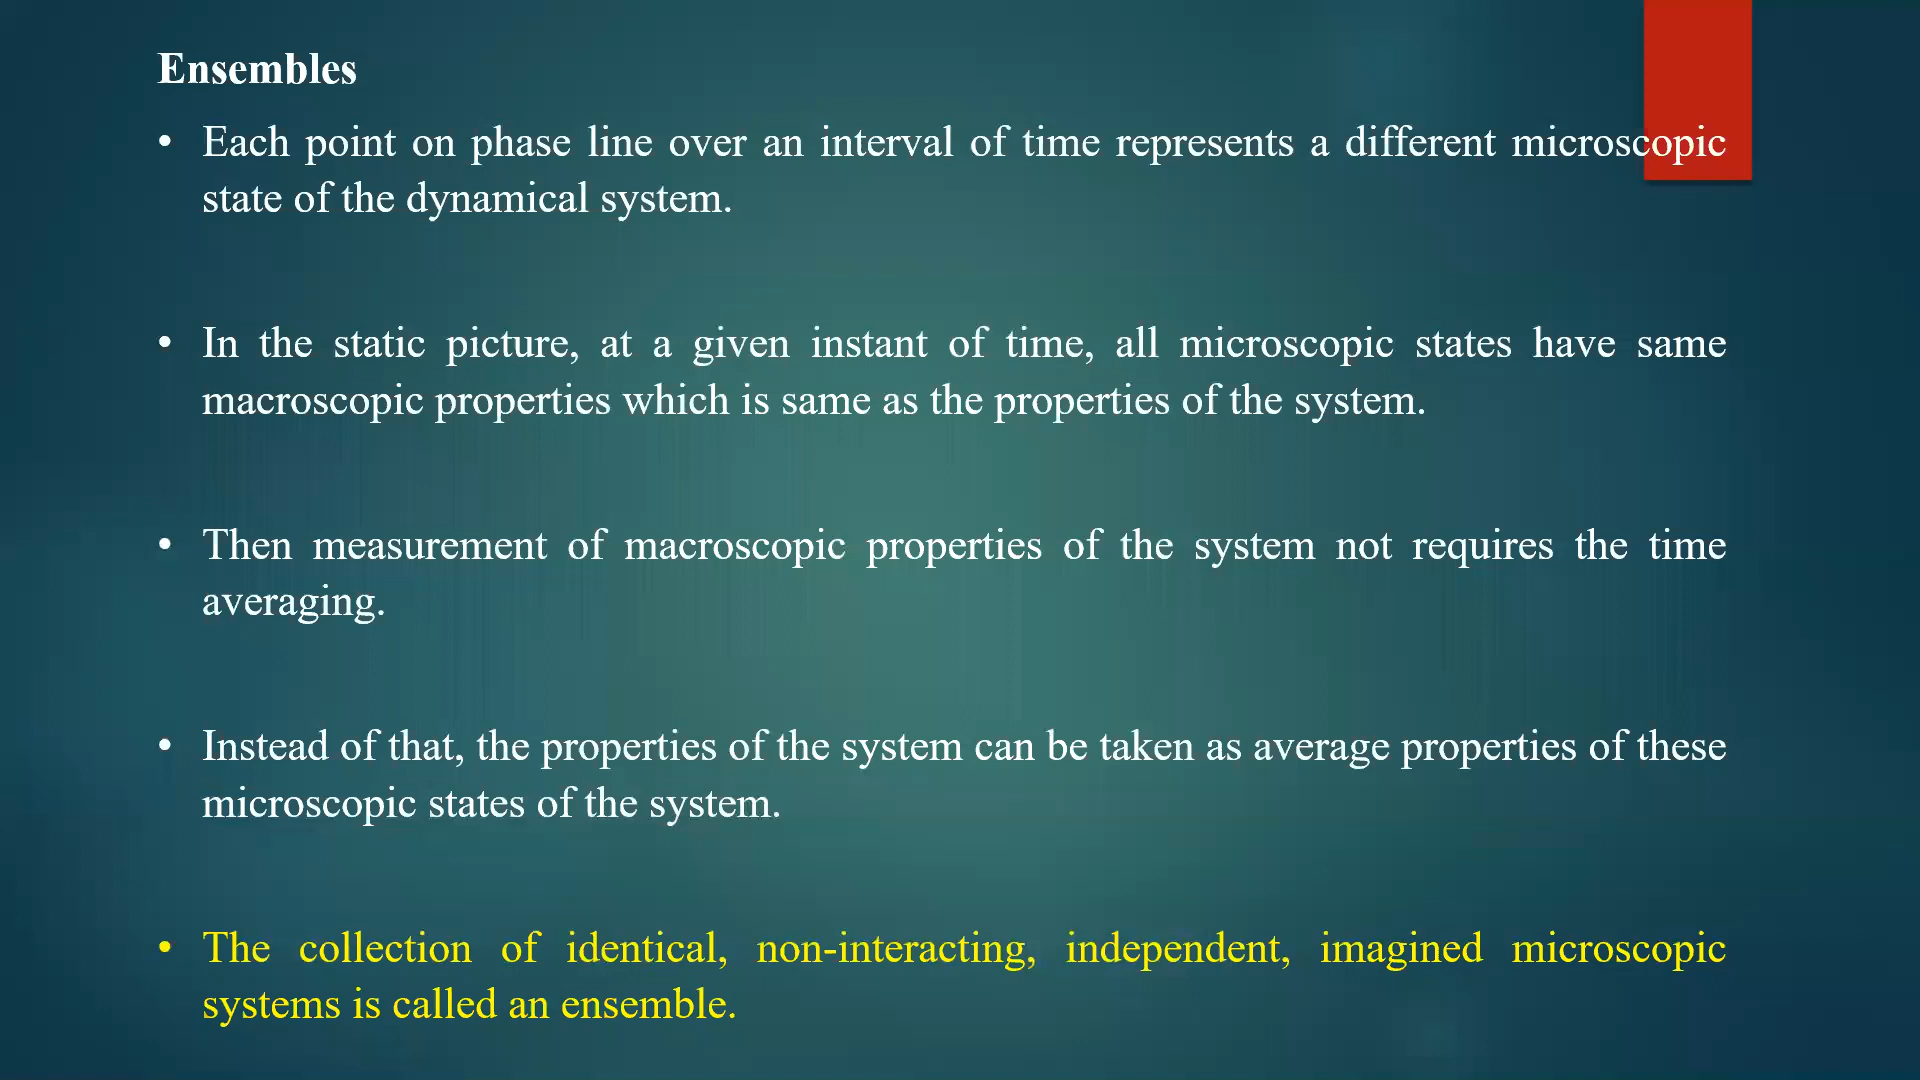 Ensembles
• Each point on phase line over an interval of time represents a different microscopic
state of the dynamical system.
• In the static picture, at a given instant of time, all microscopic states have same
macroscopic properties which is same as the properties of the system.
• Then measurement of macroscopic properties of the system not requires the time
averaging.
• Instead of that, the properties of the system can be taken as average properties of these
microscopic states of the system.
• The collection of identical, non-interacting, independent, imagined microscopic
systems is called an ensemble.